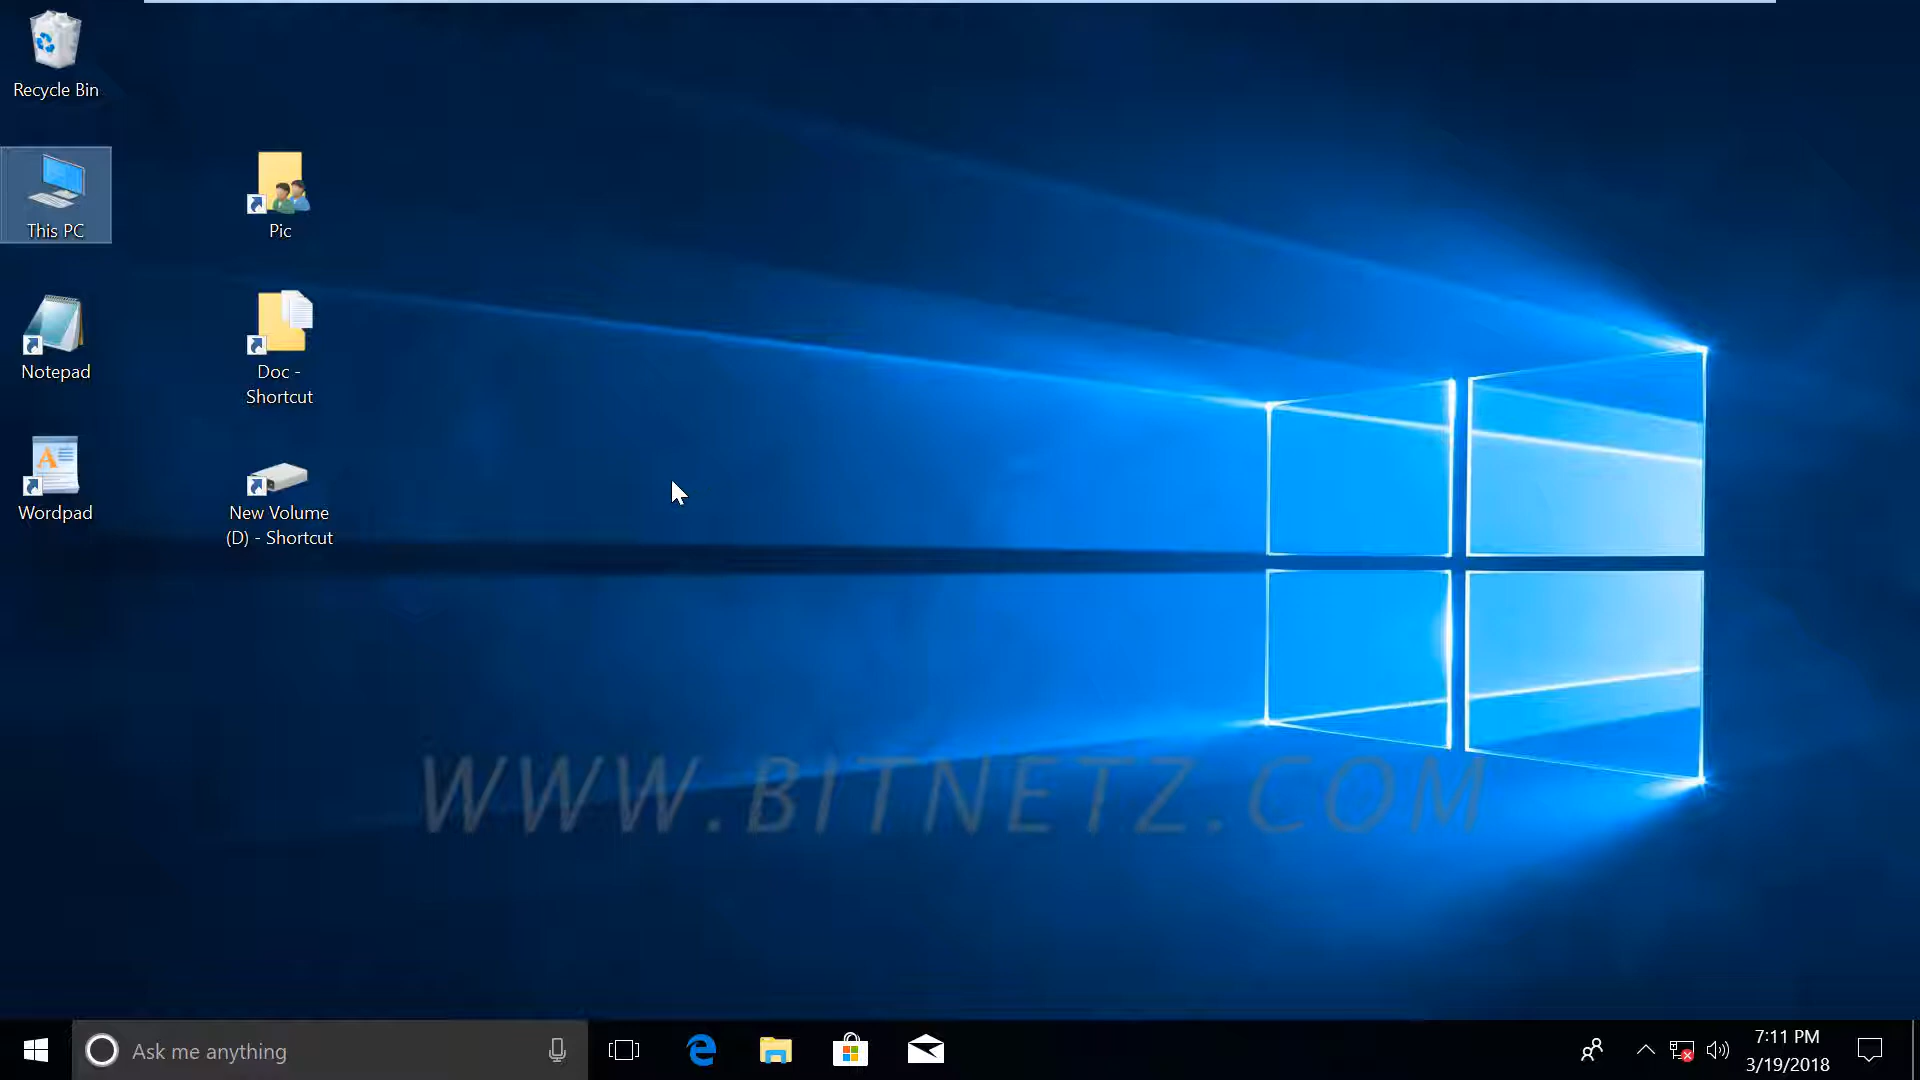 Recycle Bin
This PC
Pic
Notepad
Doc -
Shortcut
Wordpad
New Volume
(D) - Shortcut
WWW.BITNETZ.COM
Ask me anything
7:11 PM
3/19/2018